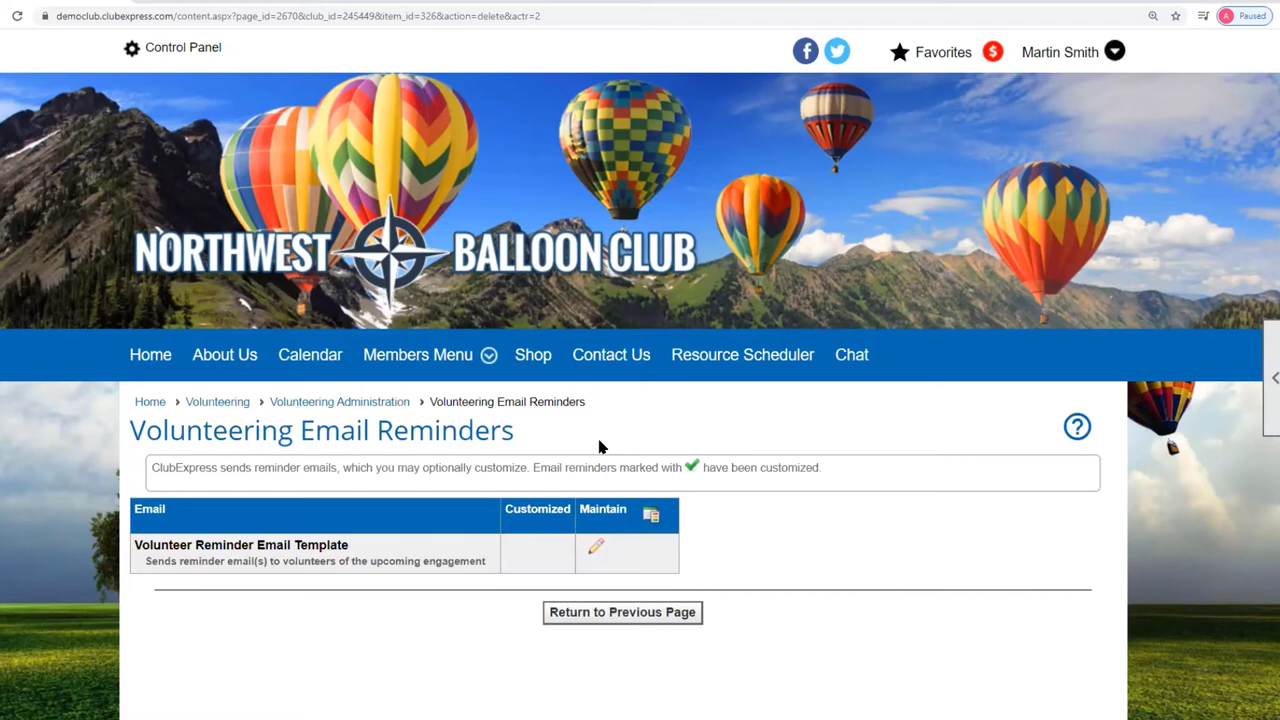 democlub.clubexpress.com/content.aspx?page_id=2670&club_id=245449&item_id=326&action=delete&actr=2
A Paused
Control Panel
Favorites $ Martin Smith
NORTHWEST BALLOON CLUB
Home About Us Calendar Members Menu Shop Contact Us Resource Scheduler Chat
Home › Volunteering › Volunteering Administration › Volunteering Email Reminders
Volunteering Email Reminders
?
ClubExpress sends reminder emails, which you may optionally customize. Email reminders marked with ✔ have been customized.
Email Customized Maintain
Volunteer Reminder Email Template
Sends reminder email(s) to volunteers of the upcoming engagement
Return to Previous Page